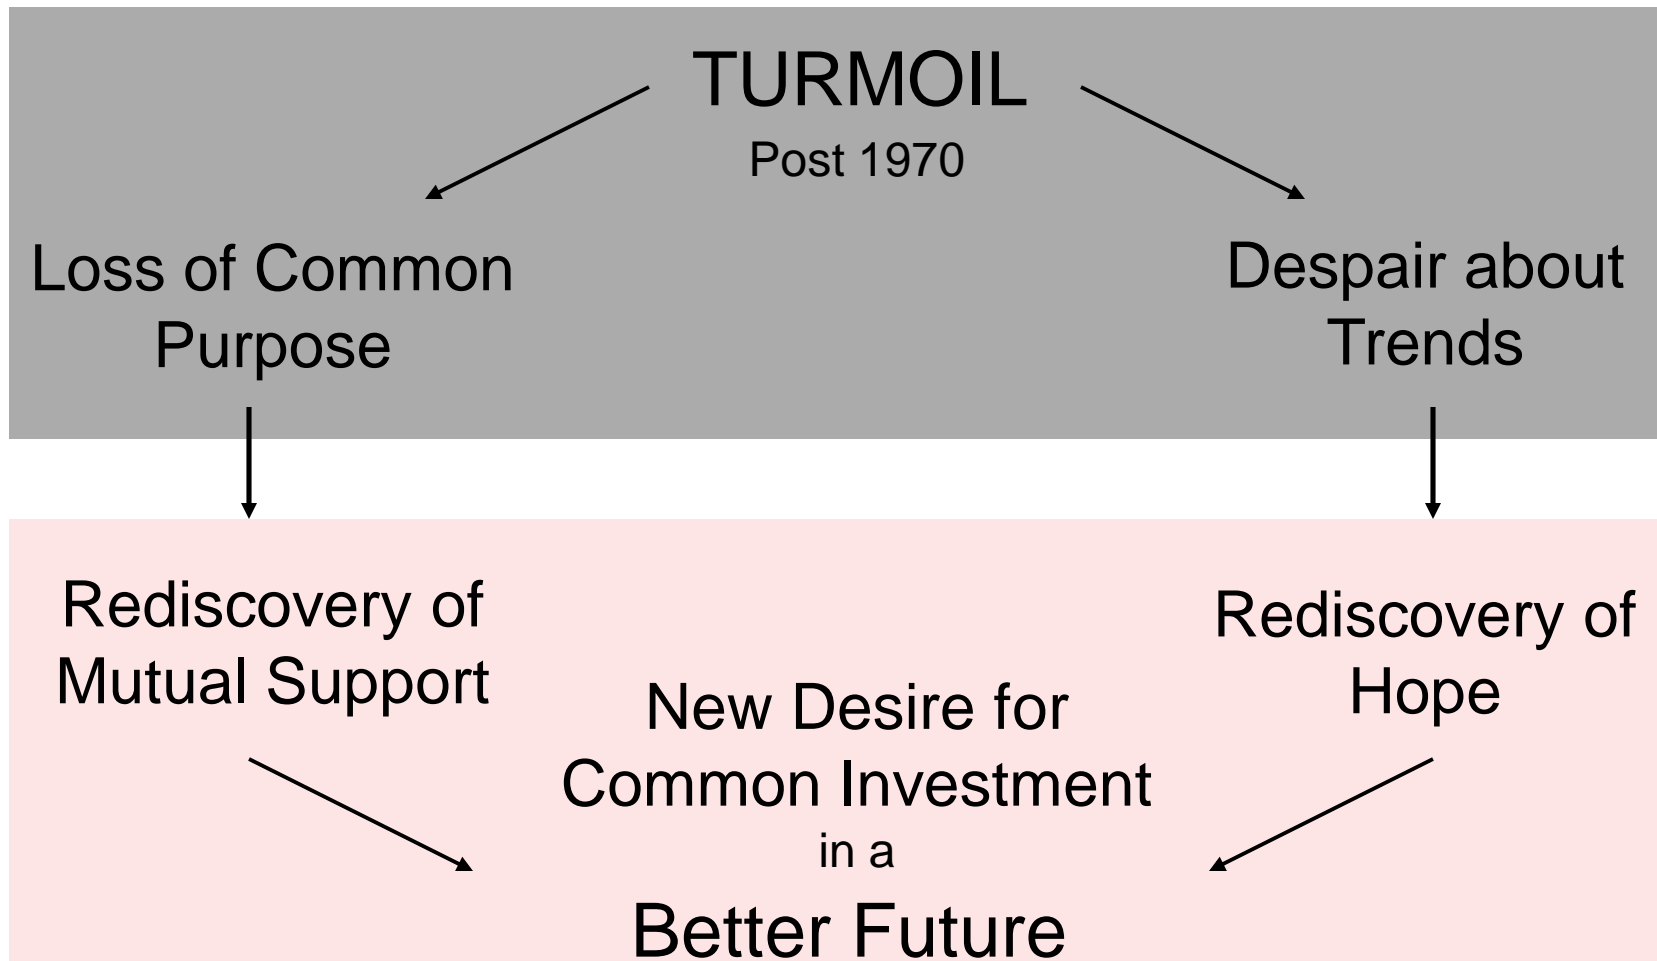 TURMOIL
Post 1970
Loss of Common
Purpose
Despair about
Trends
Rediscovery of
Mutual Support
Rediscovery of
Hope
New Desire for
Common Investment
in a
Better Future